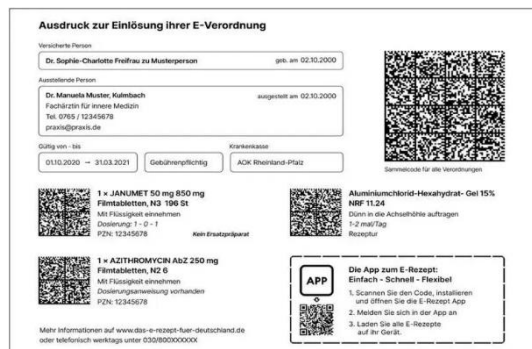 Ausdruck zur Einlösung ihrer E-Verordnung
Versicherte Person
Dr. Sophie-Charlotte Freifrau zu Musterperson
geb. am 02.10.2000
Ausstellende Person
Dr. Manuela Muster, Kulmbach
ausgestellt am 02.10.2000
Fachärztin für innere Medizin
Tel. 0765 / 12345678
praxis@praxis.de
Gültig von - bis
01.10.2020 → 31.03.2021
Gebührenpflichtig
Krankenkasse
AOK Rheinland-Pfalz
Sammelcode für alle Verordnungen
1 x JANUMET 50 mg 850 mg
Filmtabletten, N3 196 St
Mit Flüssigkeit einnehmen
Dosierung: 1 - 0 - 1
PZN: 12345678
Kein Ersatzpräparat
Aluminiumchlorid-Hexahydrat- Gel 15%
NRF 11.24
Dünn in die Achselhöhle auftragen
1-2 mal/Tag
Rezeptur
1 x AZITHROMYCIN AbZ 250 mg
Filmtabletten, N2 6
Mit Flüssigkeit einnehmen
Dosierungsanweisung vorhanden
PZN: 12345678
APP
Die App zum E-Rezept:
Einfach - Schnell - Flexibel
1. Scannen Sie den Code, installieren
und öffnen Sie die E-Rezept App
2. Melden Sie sich in der App an
3. Laden Sie alle E-Rezepte
auf ihr Gerät.
Mehr Informationen auf www.das-e-rezept-fuer-deutschland.de
oder telefonisch werktags unter 030/800XXXXXX